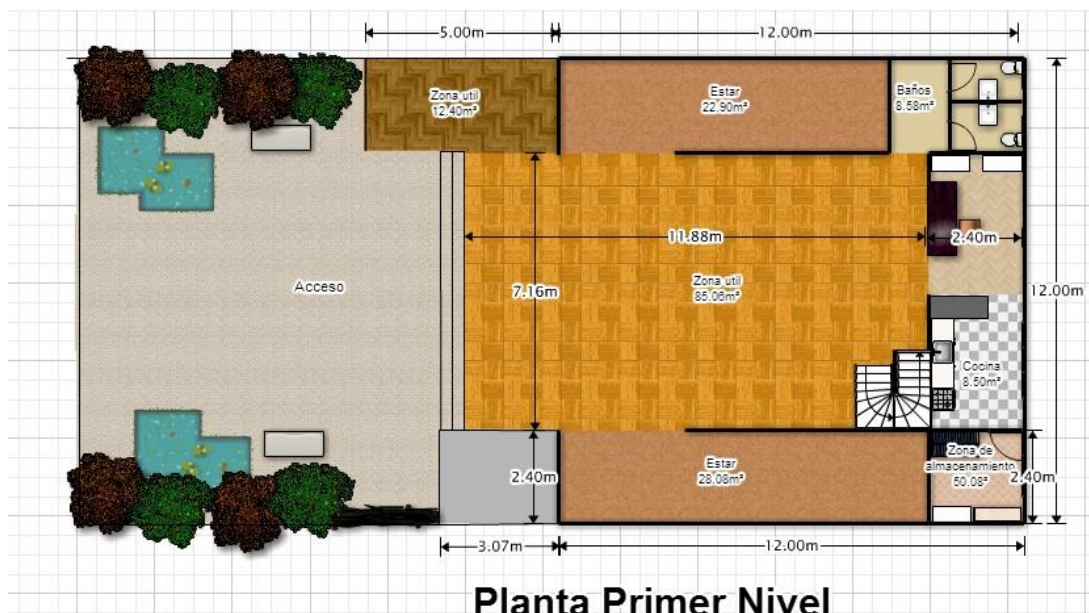 5.00m
12.00m
Zona util
12.40m²
Estar
22.90m²
Baños
8.58m²
11.88m
2.40m
Acceso
7.16m
Zona util
85.06m²
12.00m
Cocina
8.50m²
2.40m
Estar
28.08m²
Zona de
almacenamiento
50.08²
2.40m
3.07m
12.00m
Planta Primer Nivel